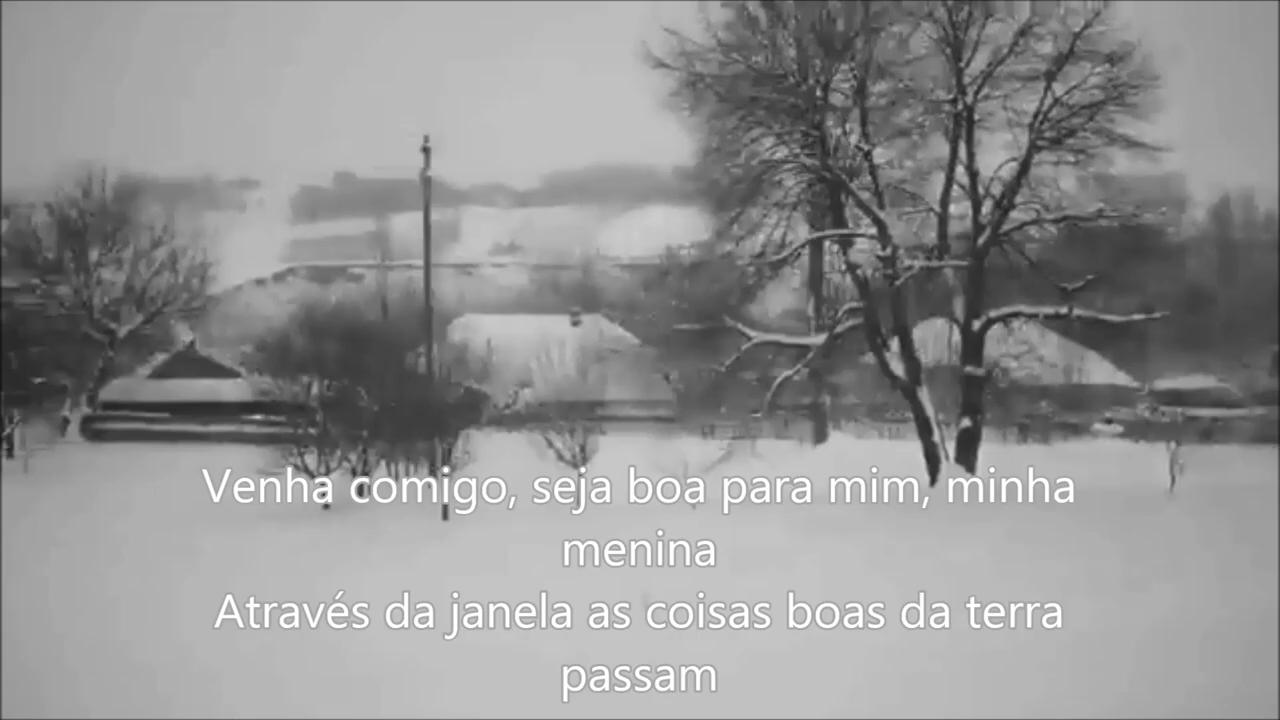 Venha comigo, seja boa para mim, minha
menina
Através da janela as coisas boas da terra
passam